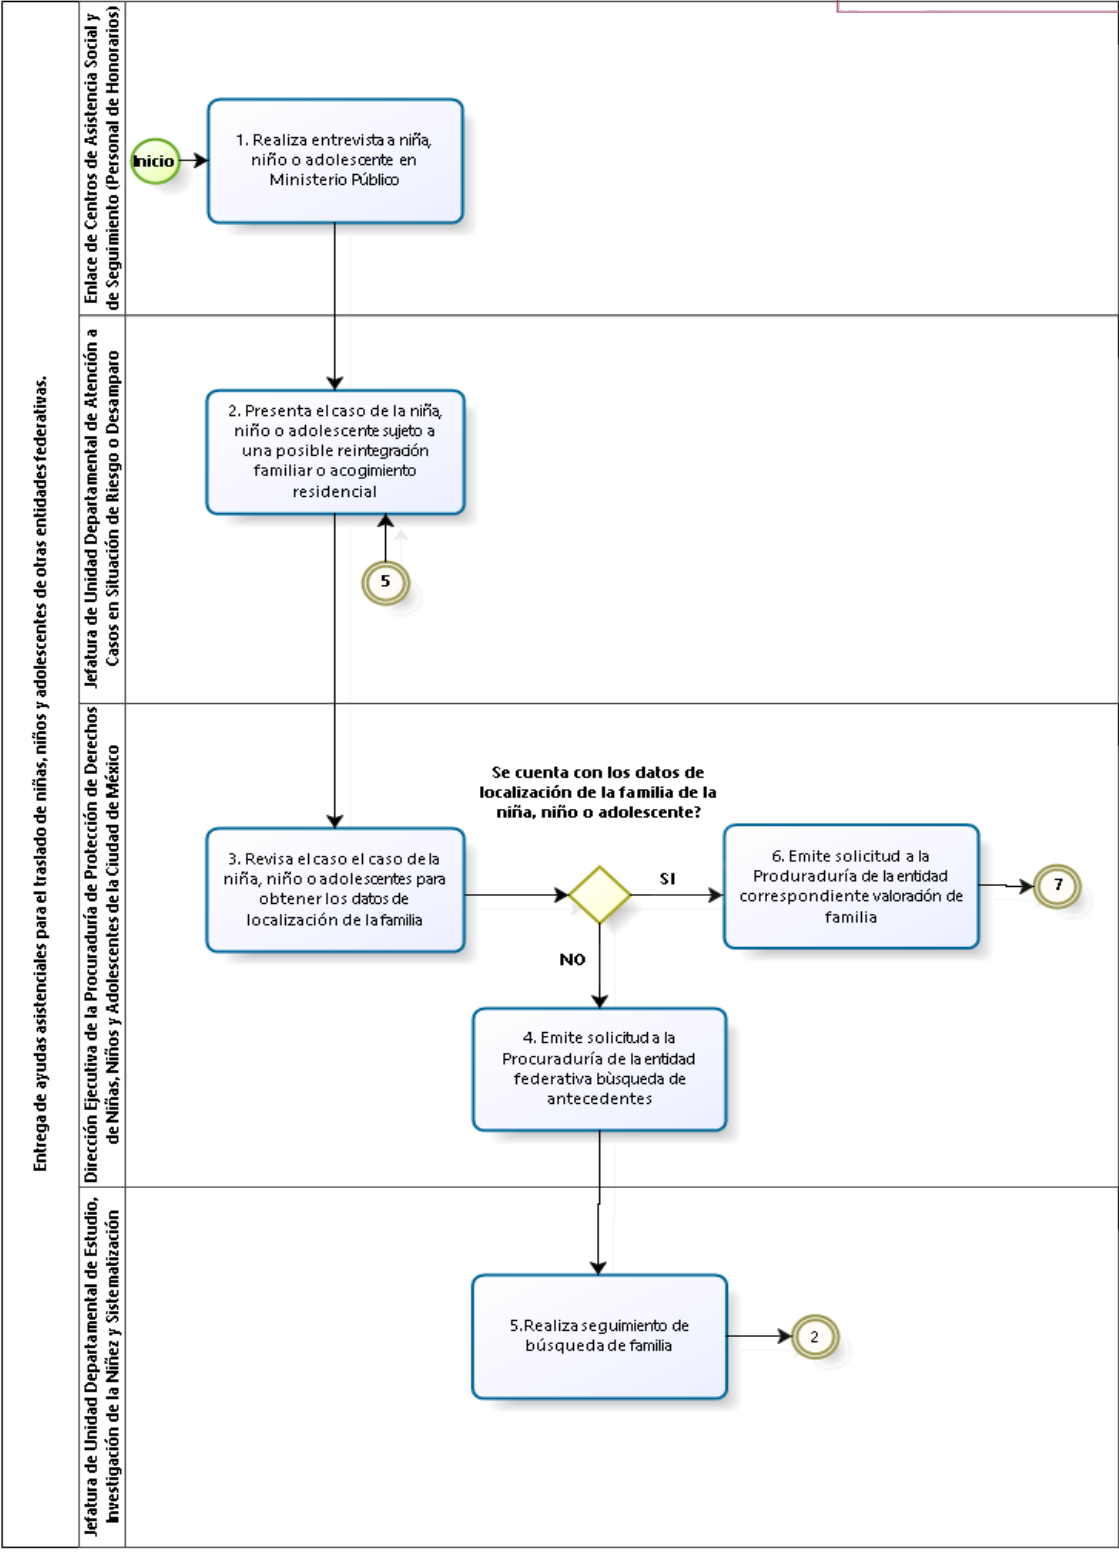 Entrega de ayudas asistenciales para el traslado de niñas, niños y adolescentes de otras entidades federativas.
Enlace de Centros de Asistencia Social y
de Seguimiento (Personal de Honorarios)
Inicio
1. Realiza entrevista a niña,
niño o adolescente en
Ministerio Público
Jefatura de Unidad Departamental de Atención a
Casos en Situación de Riesgo o Desamparo
2. Presenta el caso de la niña,
niño o adolescente sujeto a
una posible reintegración
familiar o acogimiento
residencial
5
Dirección Ejecutiva de la Procuraduría de Protección de Derechos
de Niñas, Niños y Adolescentes de la Ciudad de México
Se cuenta con los datos de
localización de la familia de la
niña, niño o adolescente?
3. Revisa el caso el caso de la
niña, niño o adolescentes para
obtener los datos de
localización de la familia
SI
6. Emite solicitud a la
Produraduría de la entidad
correspondiente valoración de
familia
7
NO
4. Emite solicitud a la
Procuraduría de la entidad
federativa bùsqueda de
antecedentes
Jefatura de Unidad Departamental de Estudio,
Investigación de la Niñez y Sistematización
5.Realiza seguimiento de
búsqueda de familia
2